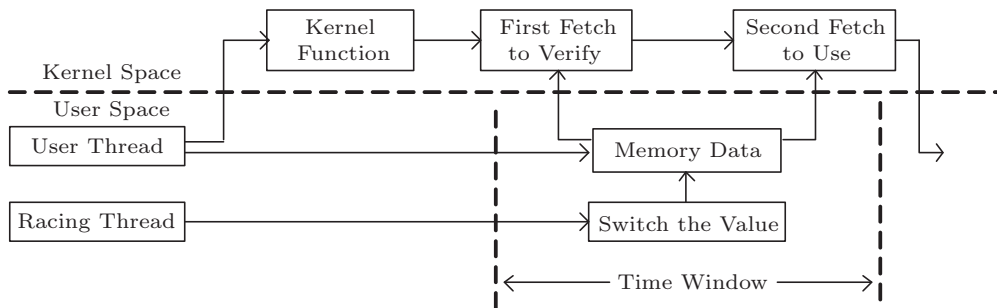 Kernel
Function
First Fetch
to Verify
Second Fetch
to Use
Kernel Space
User Space
User Thread
Memory Data
Racing Thread
Switch the Value
Time Window